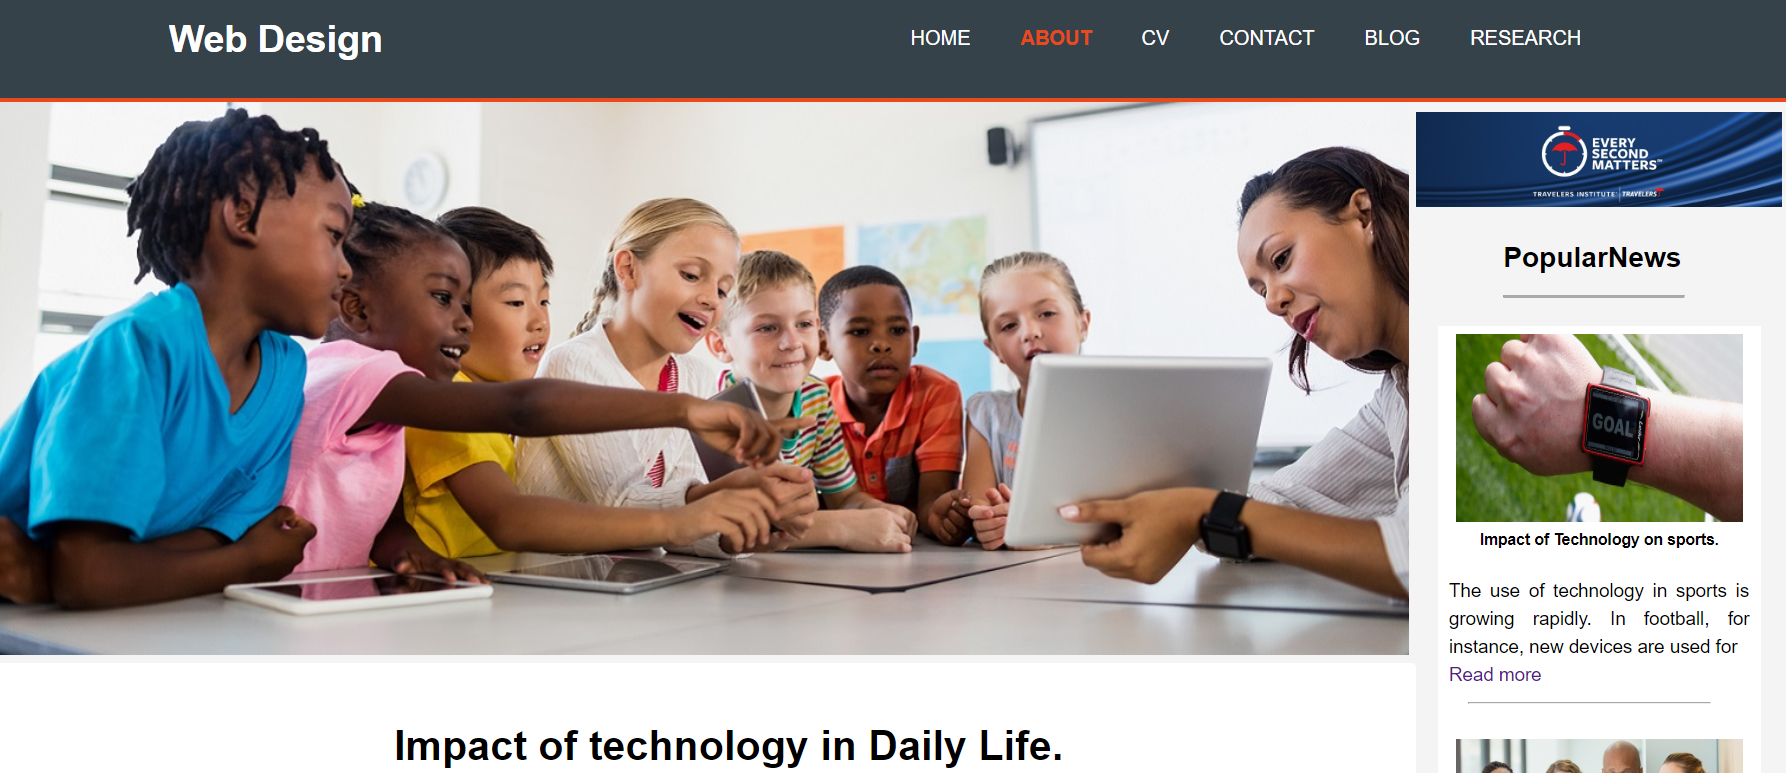 Web Design
HOME ABOUT CV CONTACT BLOG RESEARCH
EVERY
SECOND
MATTERS™
TRAVELERS INSTITUTE TRAVELERS
PopularNews
GOAL
Impact of Technology on sports.
The use of technology in sports is
growing rapidly. In football, for
instance, new devices are used for
Read more
Impact of technology in Daily Life.